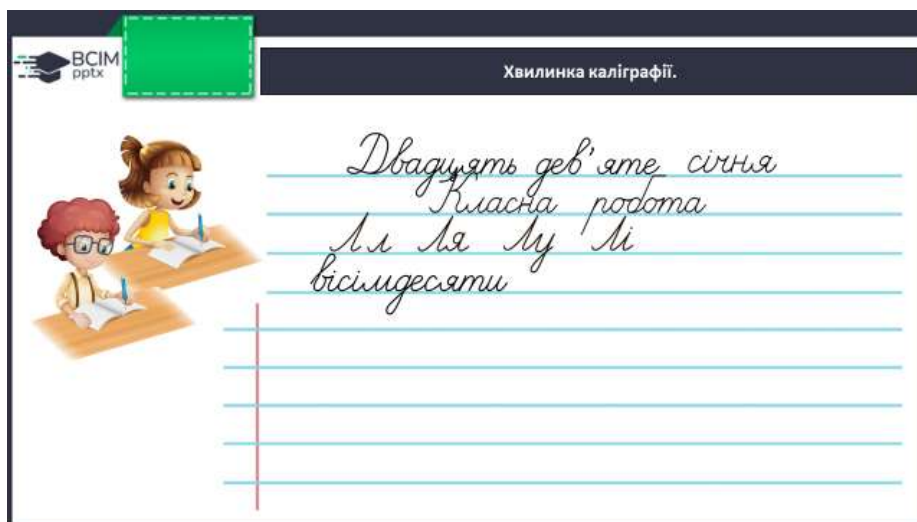 ВСІМ
pptx
Хвилинка каліграфії.
Двадцять дев'яте січня
Класна робота
Лл Ля Лу Лі
вісімдесяти